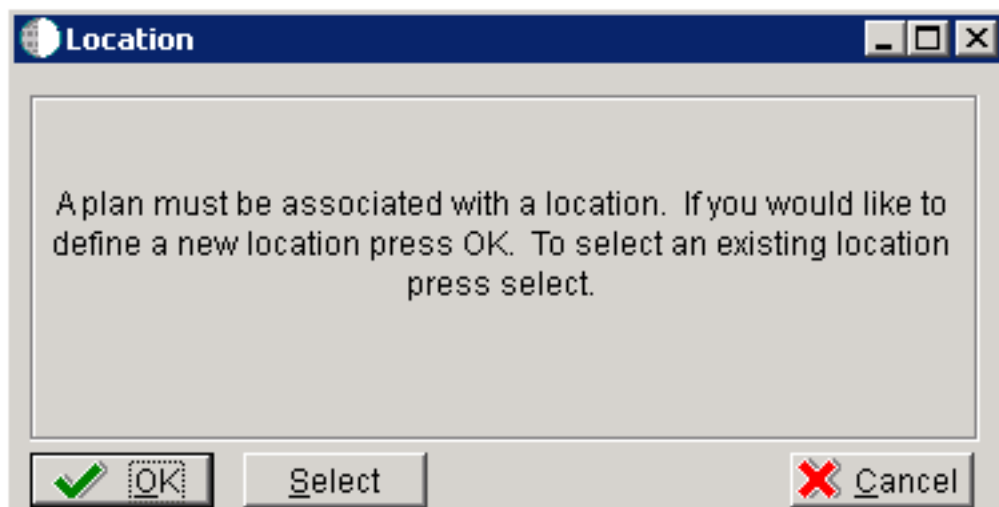 Location
A plan must be associated with a location.  If you would like to
define a new location press OK.  To select an existing location
press select.
OK Select Cancel